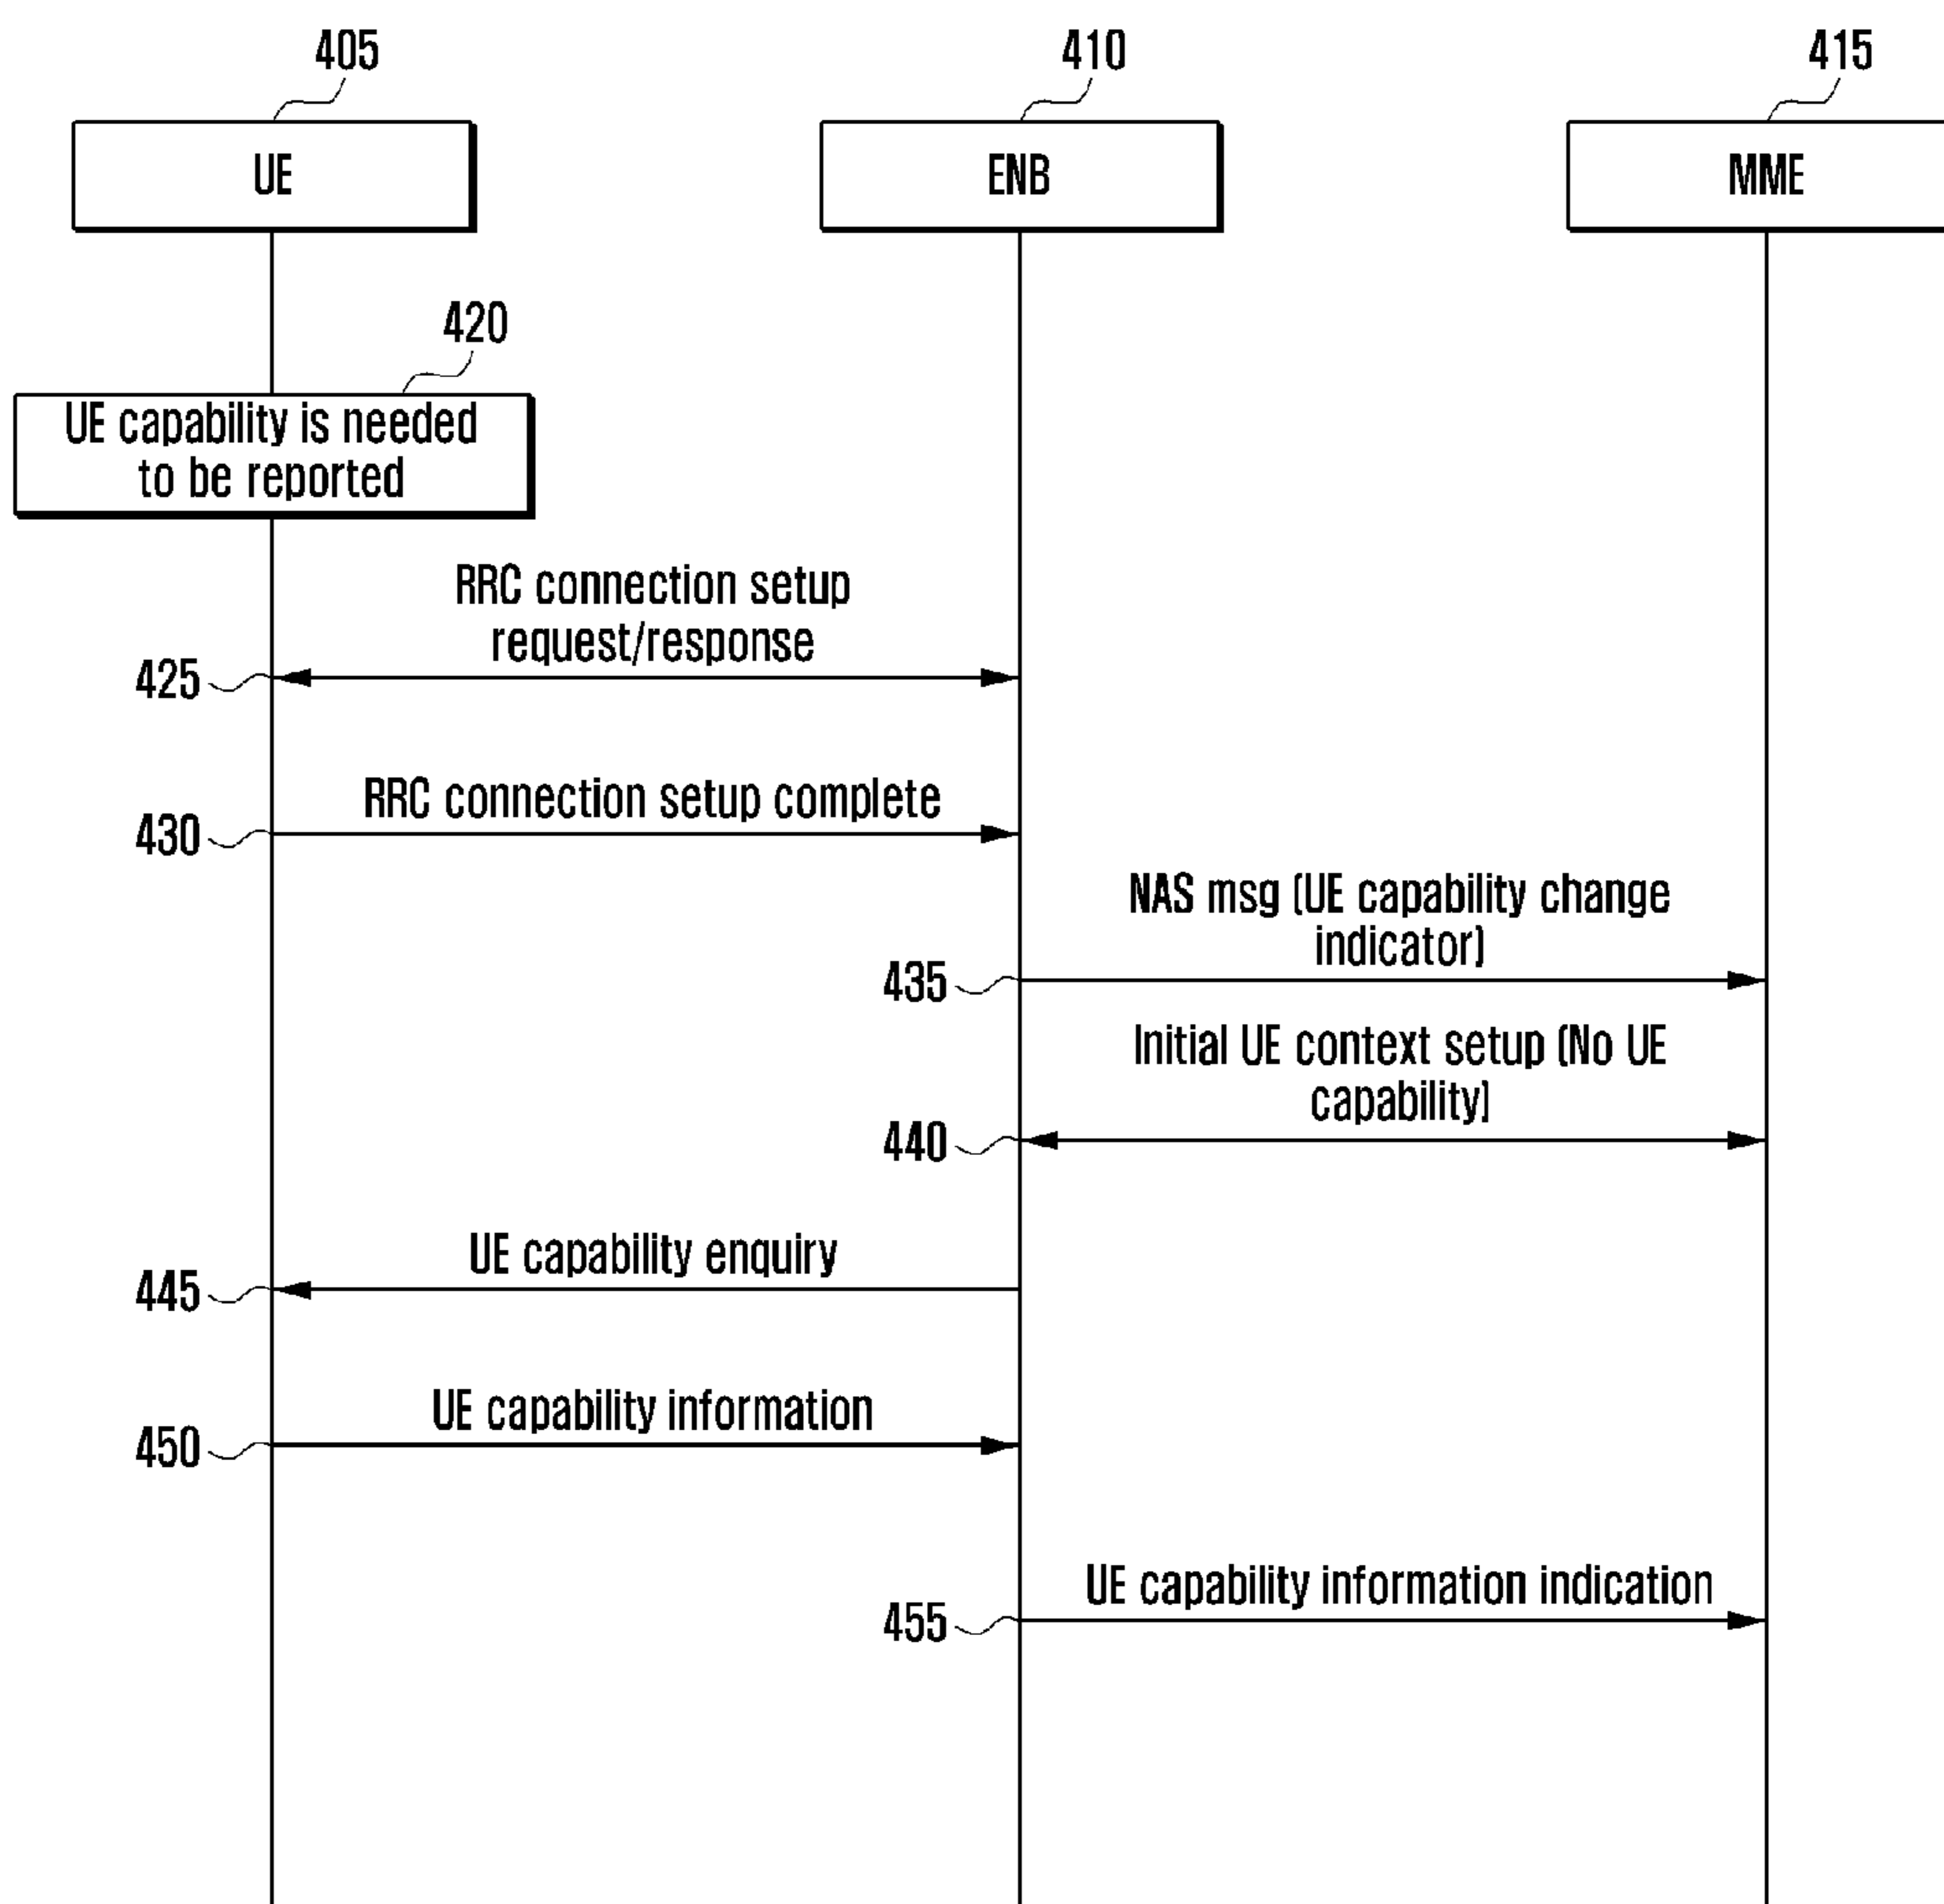 405
410
415
UE
ENB
MME
420
UE capability is needed
to be reported
RRC connection setup
request/response
425
RRC connection setup complete
430
NAS msg (UE capability change
indicator)
435
Initial UE context setup (No UE
capability)
440
UE capability enquiry
445
UE capability information
450
UE capability information indication
455